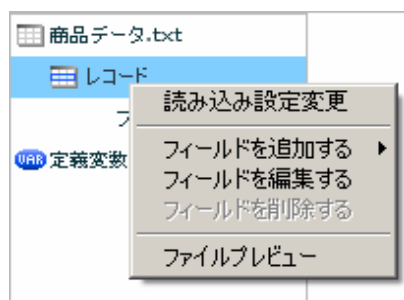 商品データ.txt
レコード
フ
VAR 定義変数
読み込み設定変更
フィールドを追加する
フィールドを編集する
フィールドを削除する
ファイルプレビュー